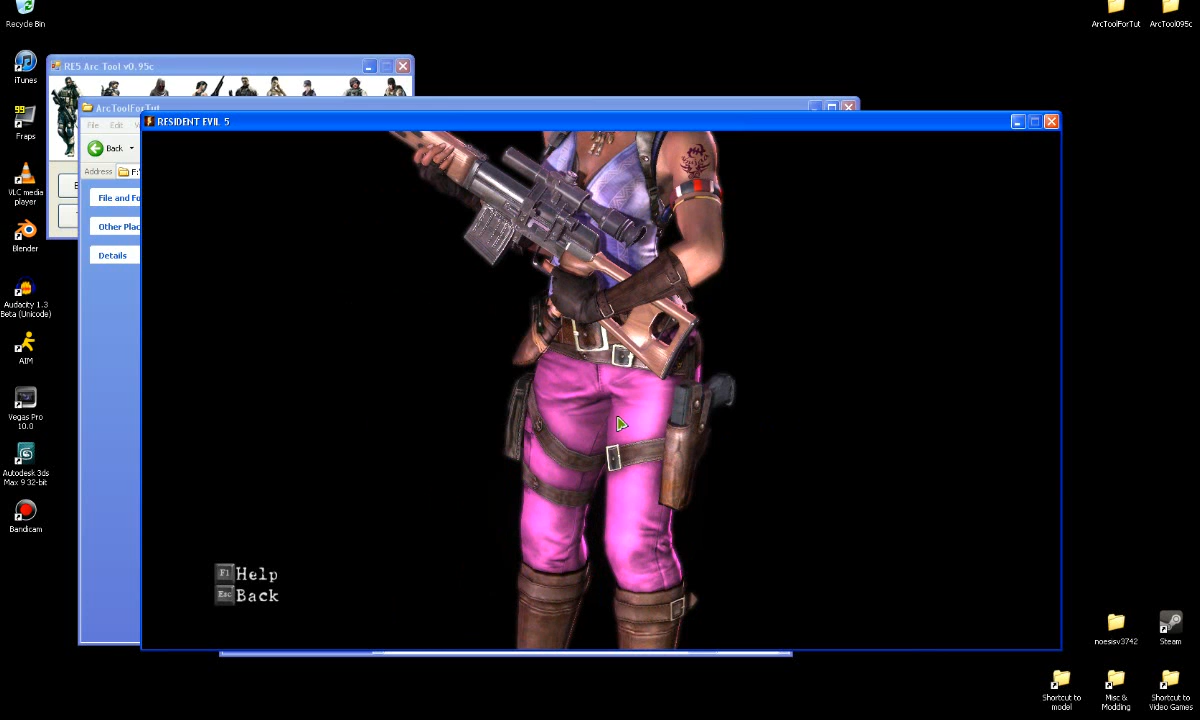 Recycle Bin
iTunes
99
Fraps
VLC media
player
Blender
Audacity 1.3
Beta (Unicode)
AIM
Vegas Pro
10.0
Autodesk 3ds
Max 9 32-bit
Bandicam
RE5 Arc Tool v0.95c
ArcToolForTut
File Edit
Back
Address F:
File and Fo
Other Plac
Details
RESIDENT EVIL 5
F1 Help
Esc Back
ArcToolForTut
ArcTool095c
noesisv3742
Steam
Shortcut to
model
Misc &
Modding
Shortcut to
Video Games